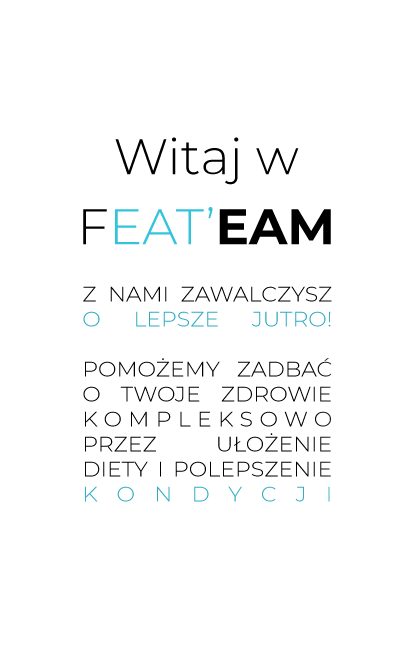 Witaj w
FEAT'EAM
Z NAMI ZAWALCZYSZ
O LEPSZE JUTRO!
POMOŻEMY ZADBAĆ
O TWOJE ZDROWIE
KOMPLEKSOWO
PRZEZ UŁOŻENIE
DIETY I POLEPSZENIE
KONDYCJI